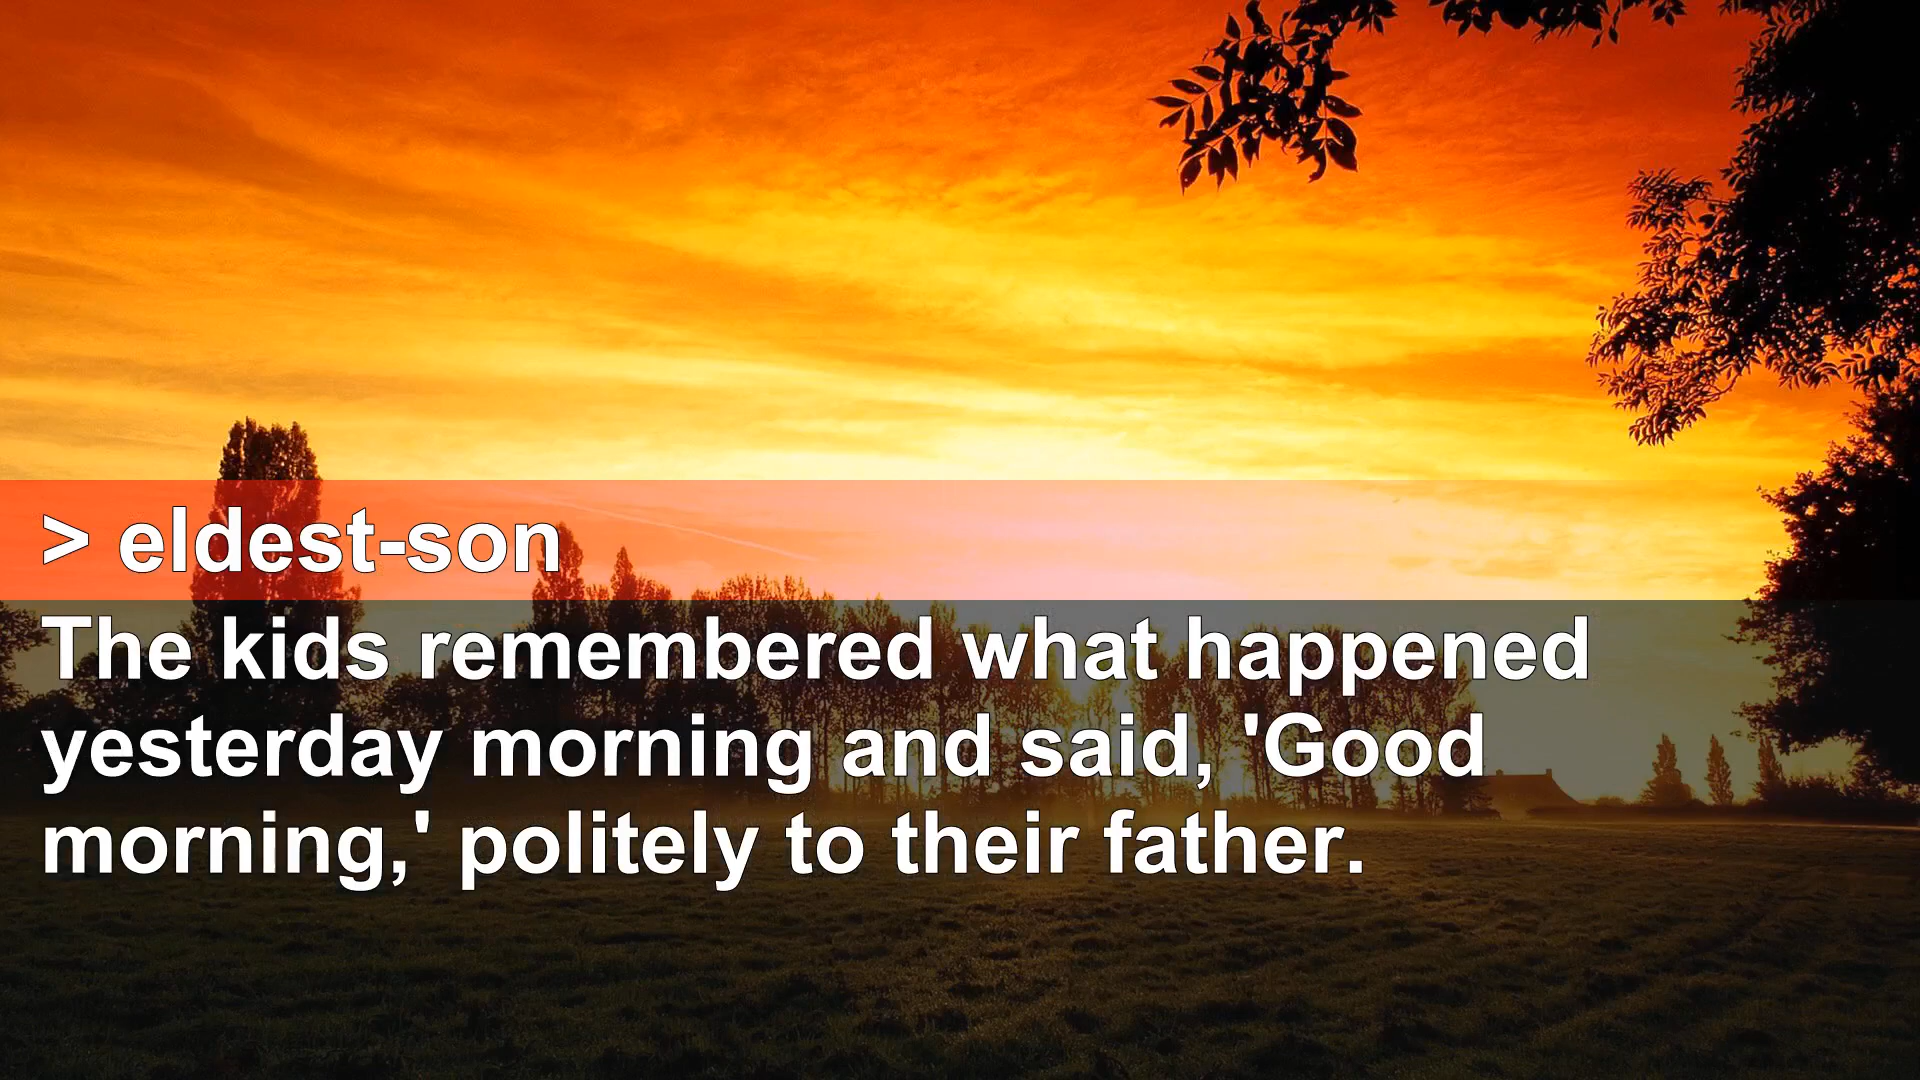 > eldest-son
The kids remembered what happened
yesterday morning and said, 'Good
morning,' politely to their father.